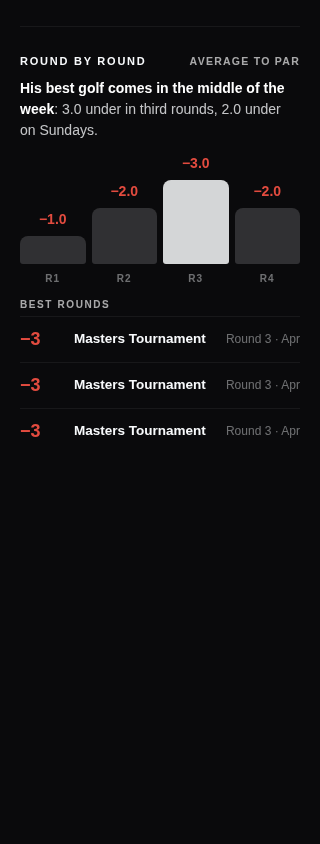 ROUND BY ROUND AVERAGE TO PAR
His best golf comes in the middle of the
week: 3.0 under in third rounds, 2.0 under
on Sundays.
−1.0 −2.0 −3.0 −2.0
R1 R2 R3 R4
BEST ROUNDS
−3 Masters Tournament Round 3 · Apr
−3 Masters Tournament Round 3 · Apr
−3 Masters Tournament Round 3 · Apr